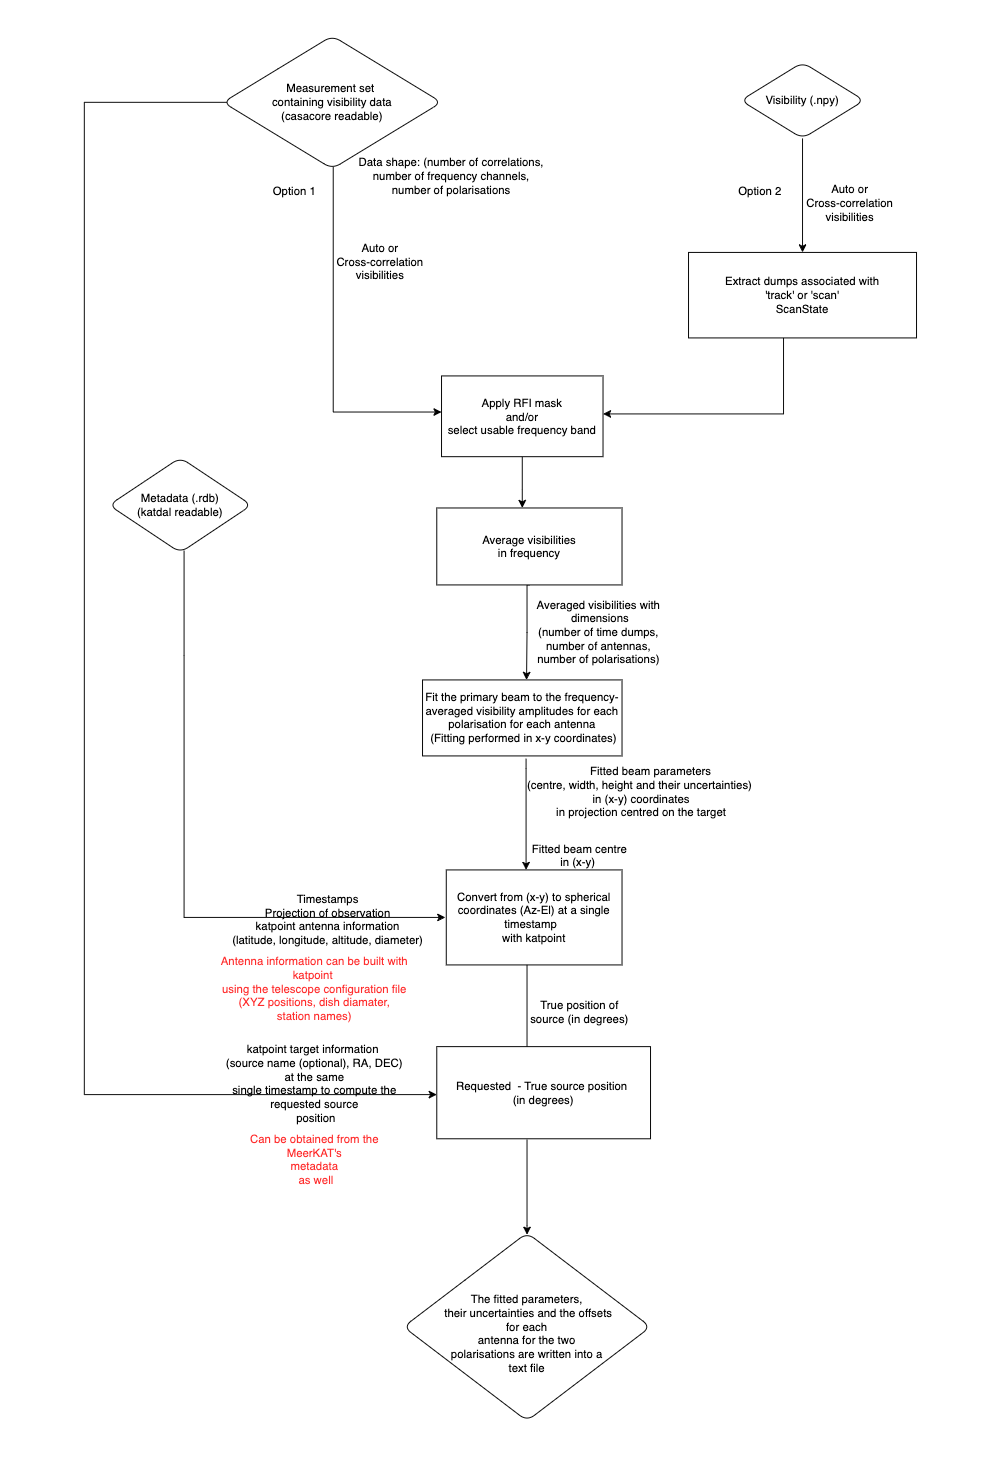 Measurement set
containing visibility data
(casacore readable)
Visibility (.npy)
Data shape: (number of correlations,
number of frequency channels,
number of polarisations
Option 1
Option 2
Auto or
Cross-correlation
visibilities
Auto or
Cross-correlation
visibilities
Extract dumps associated with
'track' or 'scan'
ScanState
Apply RFI mask
and/or
select usable frequency band
Metadata (.rdb)
(katdal readable)
Average visibilities
in frequency
Averaged visibilities with
dimensions
(number of time dumps,
number of antennas,
number of polarisations)
Fit the primary beam to the frequency-
averaged visibility amplitudes for each
polarisation for each antenna
(Fitting performed in x-y coordinates)
Fitted beam parameters
(centre, width, height and their uncertainties)
in (x-y) coordinates
in projection centred on the target
Fitted beam centre
in (x-y)
Convert from (x-y) to spherical
coordinates (Az-El) at a single
timestamp
with katpoint
Timestamps
Projection of observation
katpoint antenna information
(latitude, longitude, altitude, diameter)
Antenna information can be built with
katpoint
using the telescope configuration file
(XYZ positions, dish diamater,
station names)
True position of
source (in degrees)
katpoint target information
(source name (optional), RA, DEC)
at the same
single timestamp to compute the
requested source
position
Requested  - True source position
(in degrees)
Can be obtained from the
MeerKAT's
metadata
as well
The fitted parameters,
their uncertainties and the offsets
for each
antenna for the two
polarisations are written into a
text file